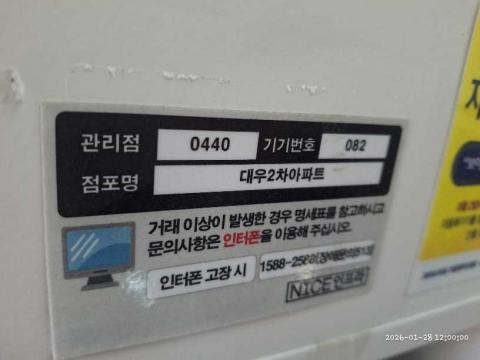 관리점 0440 기기번호 082
점포명 대우2차아파트
거래 이상이 발생한 경우 명세표를 참고하시고
문의사항은 인터폰을 이용해 주십시오.
인터폰 고장 시 1588-256
NICE인프라
2026-01-28 12:00:00